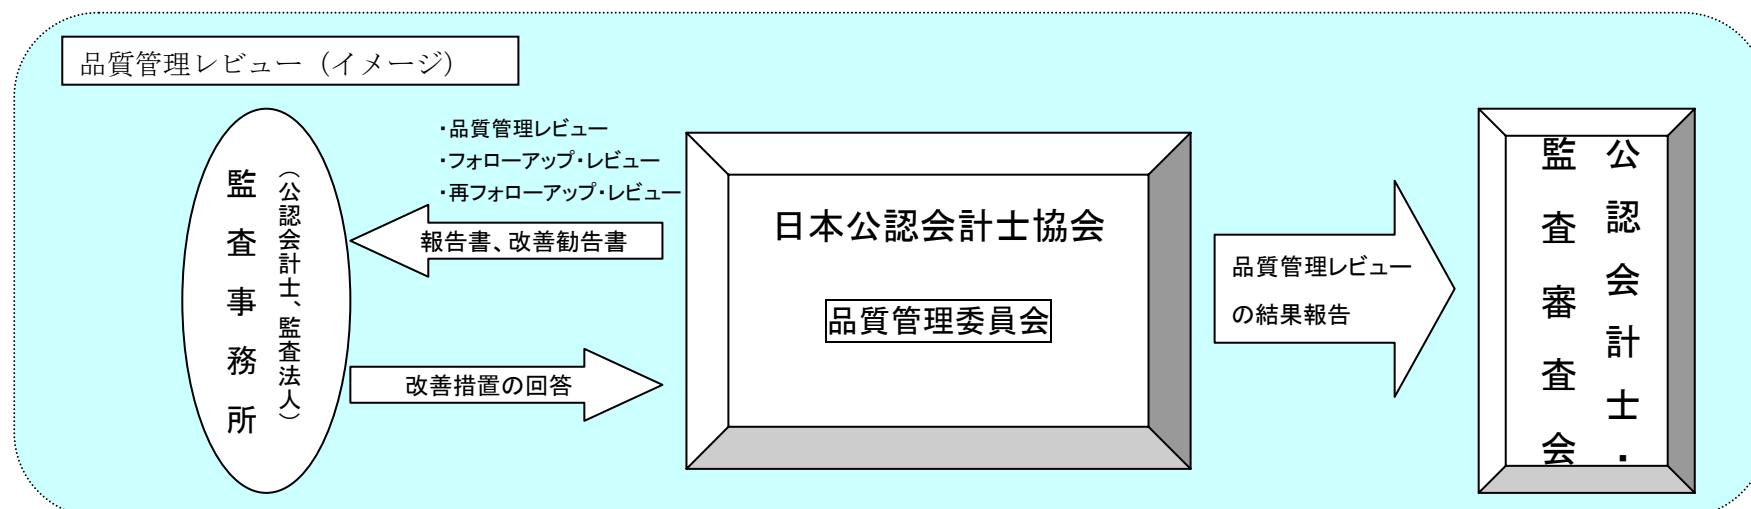 品質管理レビュー（イメージ）
監査事務所
（公認会計士、監査法人）
・品質管理レビュー
・フォローアップ・レビュー
・再フォローアップ・レビュー
報告書、改善勧告書
改善措置の回答
日本公認会計士協会
品質管理委員会
品質管理レビュー
の結果報告
公認会計士・
監査審査会